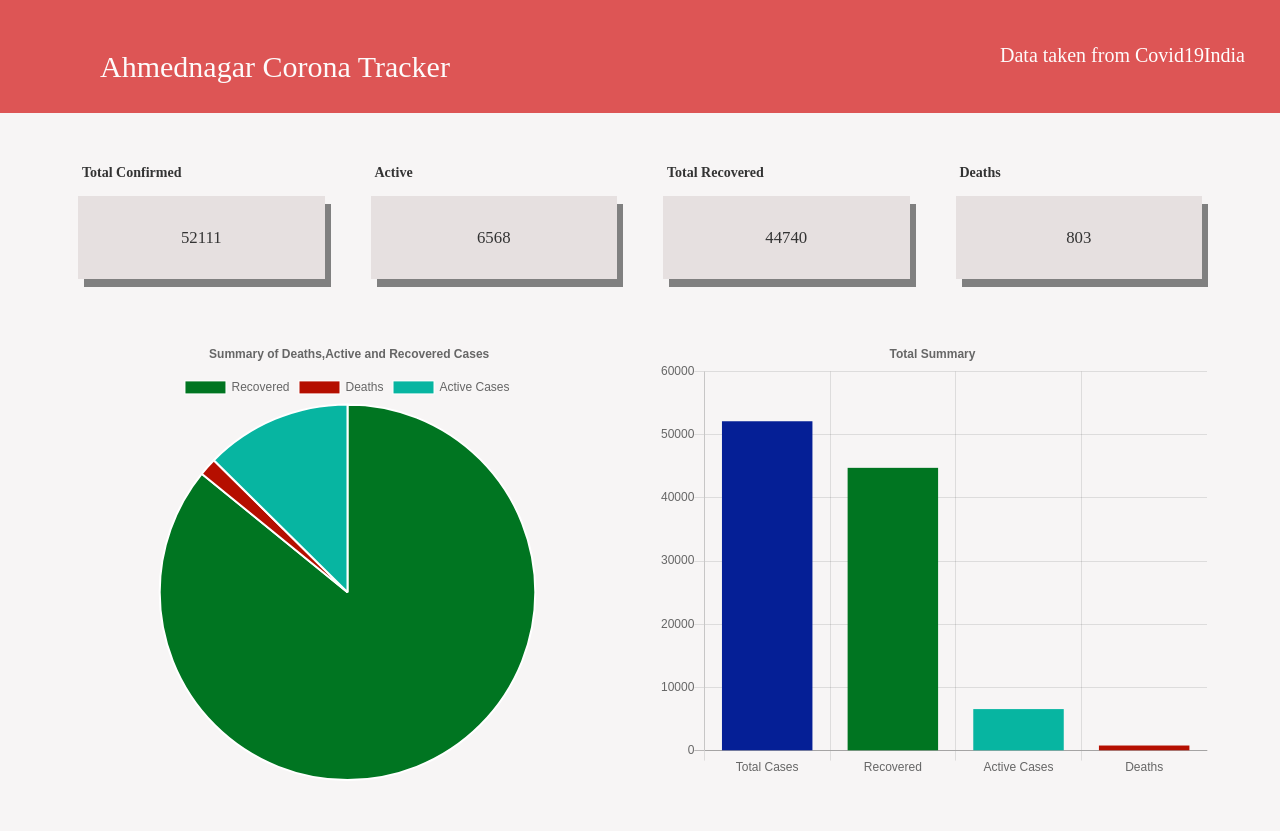 Ahmednagar Corona Tracker
Data taken from Covid19India
Total Confirmed
52111
Active
6568
Total Recovered
44740
Deaths
803
Summary of Deaths,Active and Recovered Cases
Recovered
Deaths
Active Cases
Total Summary
60000
50000
40000
30000
20000
10000
0
Total Cases
Recovered
Active Cases
Deaths